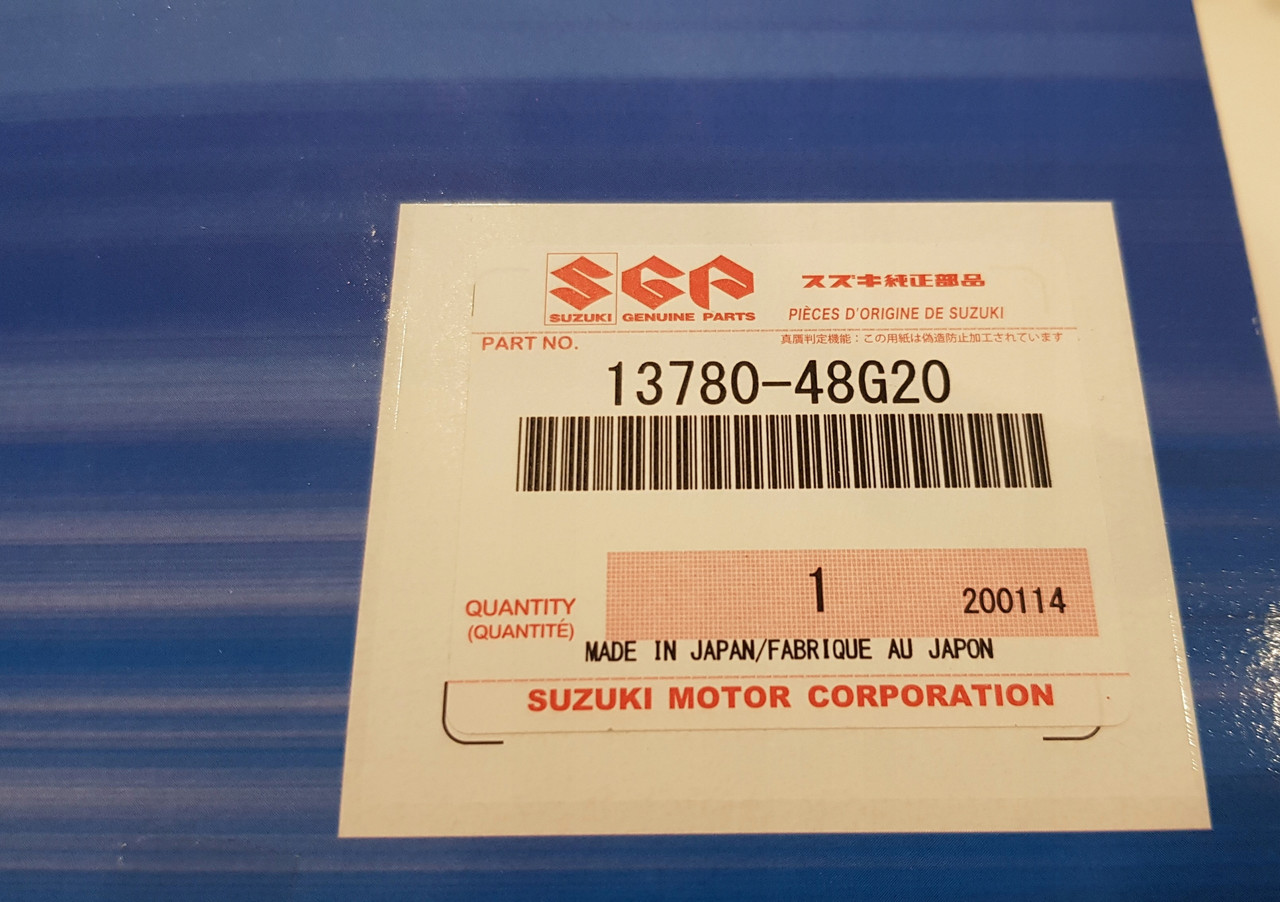 SGP スズキ純正部品
SUZUKI GENUINE PARTS PIÈCES D'ORIGINE DE SUZUKI
PART NO. 真贋判定機能：この用紙は偽造防止加工されています
13780-48G20
1
QUANTITY 200114
(QUANTITÉ)
MADE IN JAPAN/FABRIQUE AU JAPON
SUZUKI MOTOR CORPORATION